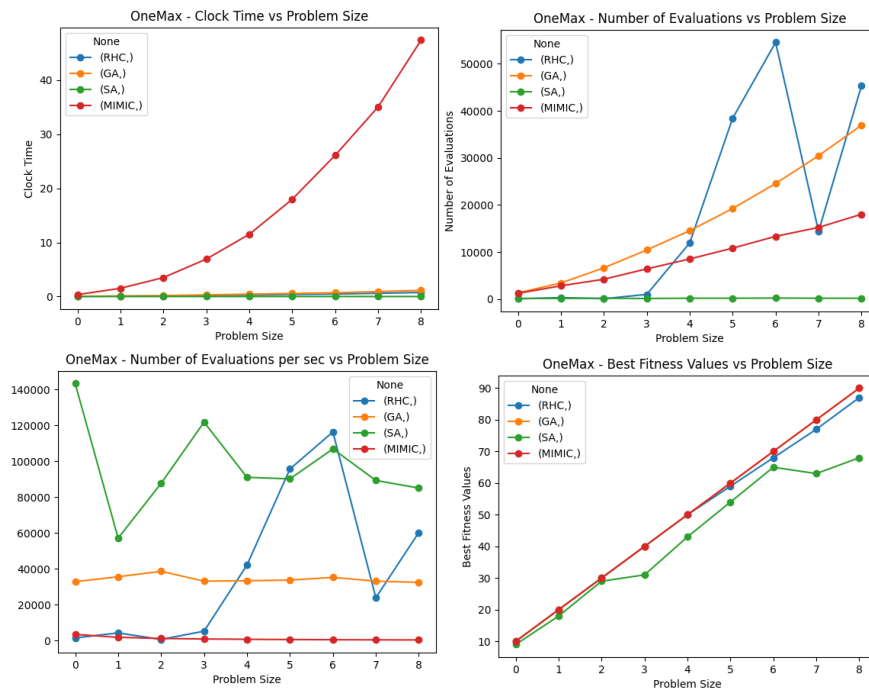 OneMax - Clock Time vs Problem Size
None
(RHC,)
(GA,)
(SA,)
(MIMIC,)
Clock Time
40
30
20
10
0
0 1 2 3 4 5 6 7 8
Problem Size
OneMax - Number of Evaluations vs Problem Size
None
(RHC,)
(GA,)
(SA,)
(MIMIC,)
Number of Evaluations
50000
40000
30000
20000
10000
0
0 1 2 3 4 5 6 7 8
Problem Size
OneMax - Number of Evaluations per sec vs Problem Size
None
(RHC,)
(GA,)
(SA,)
(MIMIC,)
140000
120000
100000
80000
60000
40000
20000
0
0 1 2 3 4 5 6 7 8
Problem Size
OneMax - Best Fitness Values vs Problem Size
None
(RHC,)
(GA,)
(SA,)
(MIMIC,)
Best Fitness Values
90
80
70
60
50
40
30
20
10
0 1 2 3 4 5 6 7 8
Problem Size